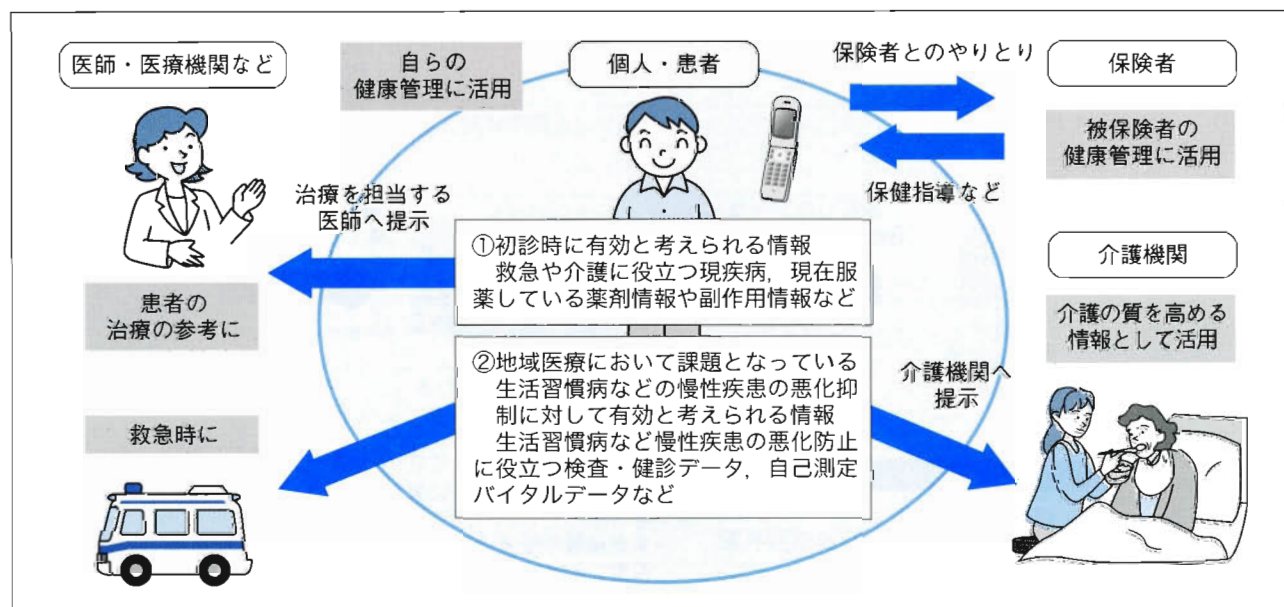 医師・医療機関など
自らの
健康管理に活用
個人・患者
保険者とのやりとり
保険者
被保険者の
健康管理に活用
保健指導など
治療を担当する
医師へ提示
①初診時に有効と考えられる情報
救急や介護に役立つ現疾病，現在服
薬している薬剤情報や副作用情報など
介護機関
患者の
治療の参考に
介護の質を高める
情報として活用
②地域医療において課題となっている
生活習慣病などの慢性疾患の悪化抑
制に対して有効と考えられる情報
生活習慣病など慢性疾患の悪化防止
に役立つ検査・健診データ，自己測定
バイタルデータなど
介護機関へ
提示
救急時に